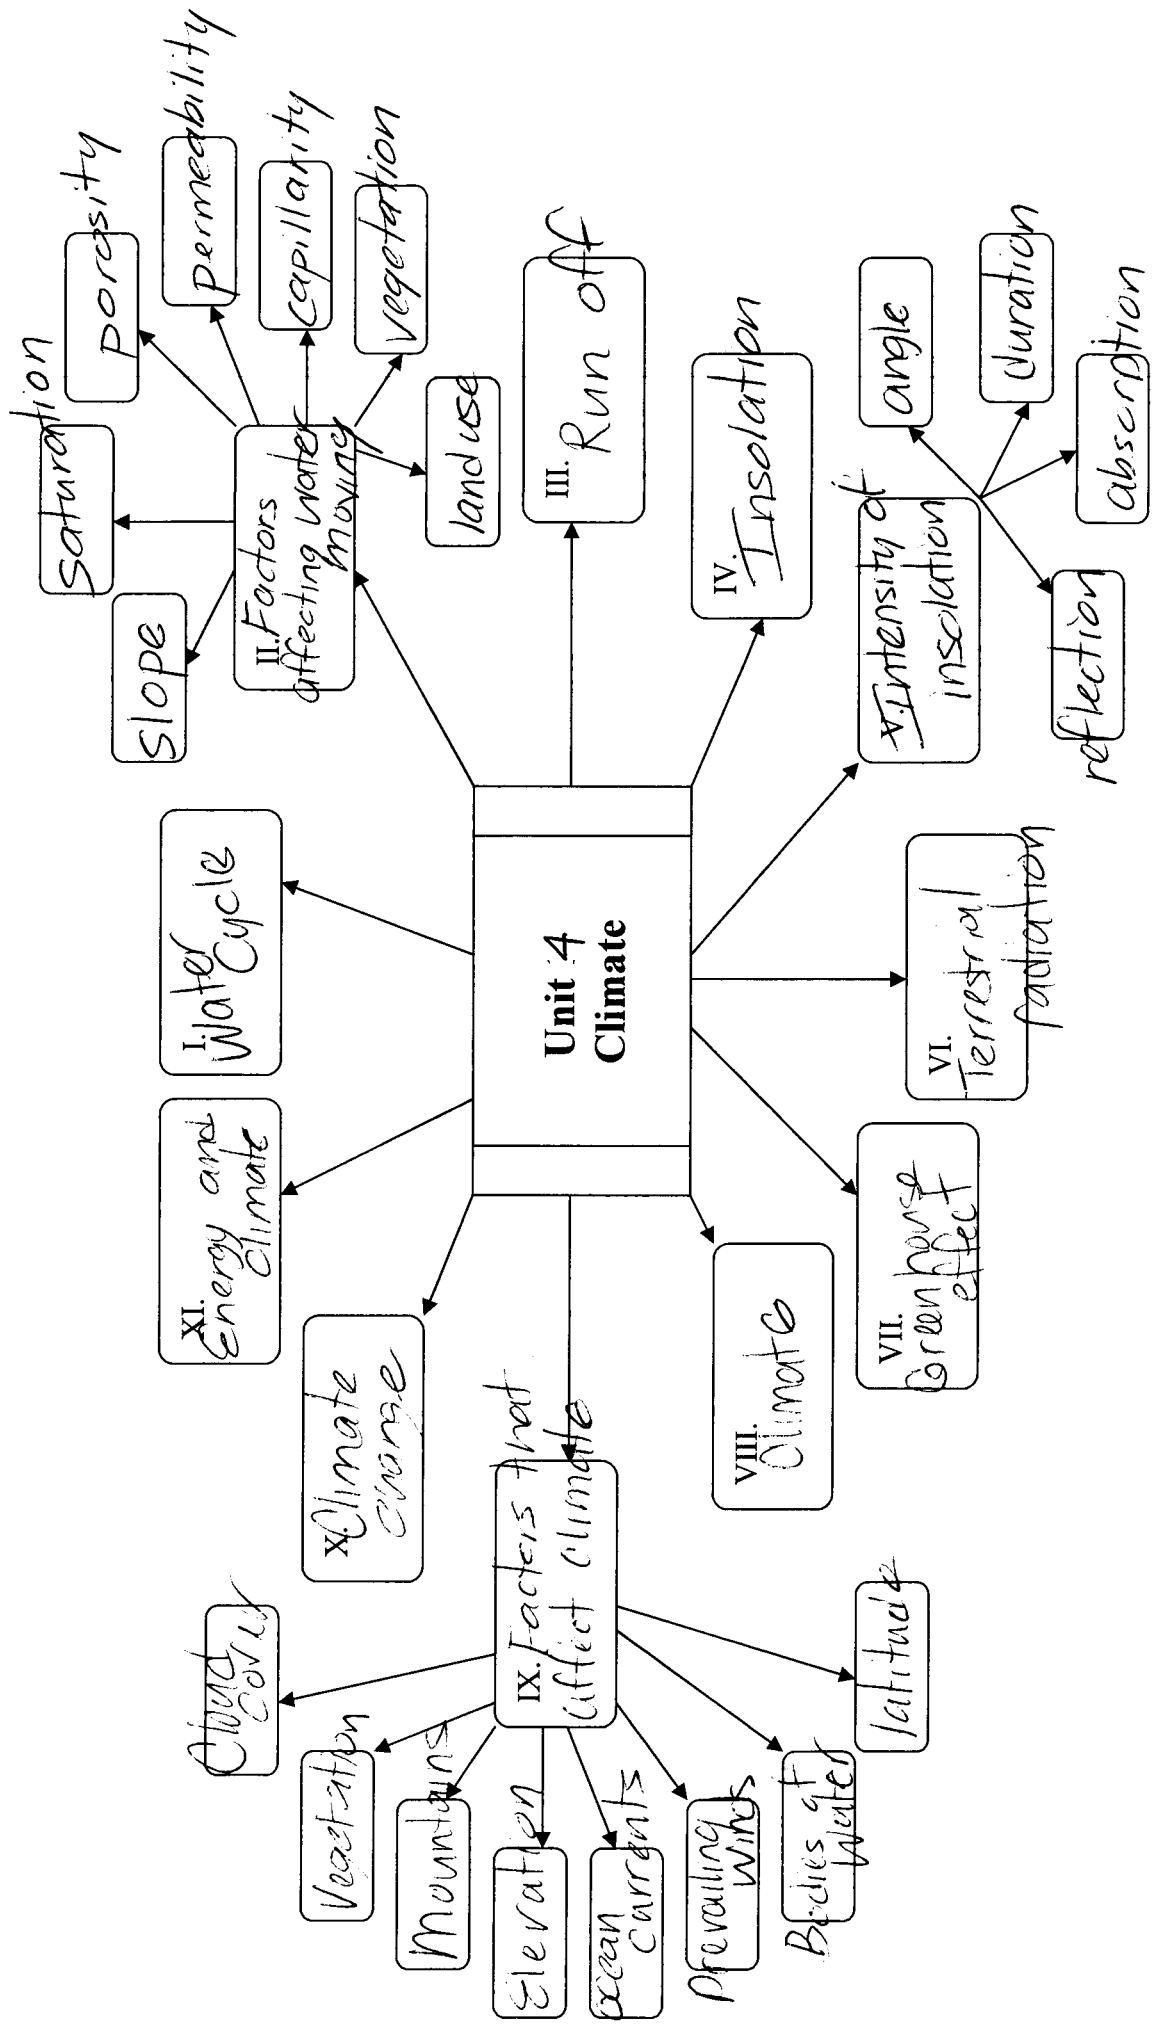 Unit 4
Climate
I.
Water
Cycle
II. Factors
affecting water
moving
slope
saturation
porosity
permeability
capillarity
vegetation
land use
III.
Run off
IV.
Insolation
V. Intensity of
insolation
angle
duration
absorption
reflection
VI.
Terrestrial
radiation
VII.
Greenhouse
effect
VIII.
Climate
IX. Factors that
affect climate
Cloud
cover
Vegetation
Mountains
Elevation
ocean
currents
prevailing
winds
Bodies of
Water
latitude
X. Climate
change
XI.
Energy and
Climate